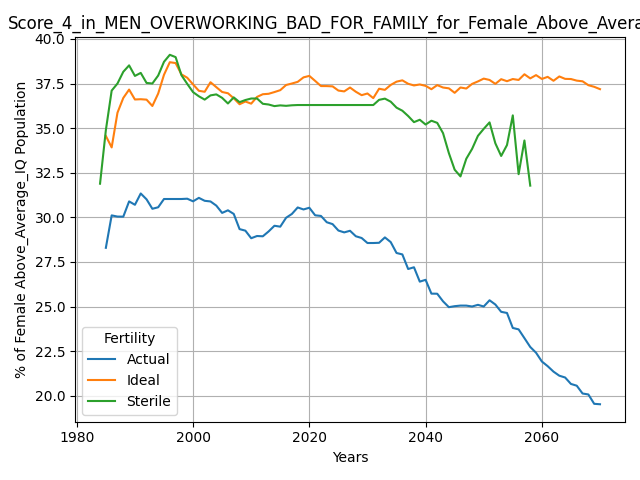 Score_4_in_MEN_OVERWORKING_BAD_FOR_FAMILY_for_Female_Above_Avera
40.0
37.5
35.0
32.5
30.0
27.5
25.0
22.5
20.0
% of Female Above_Average_IQ Population
Fertility
Actual
Ideal
Sterile
1980 2000 2020 2040 2060
Years